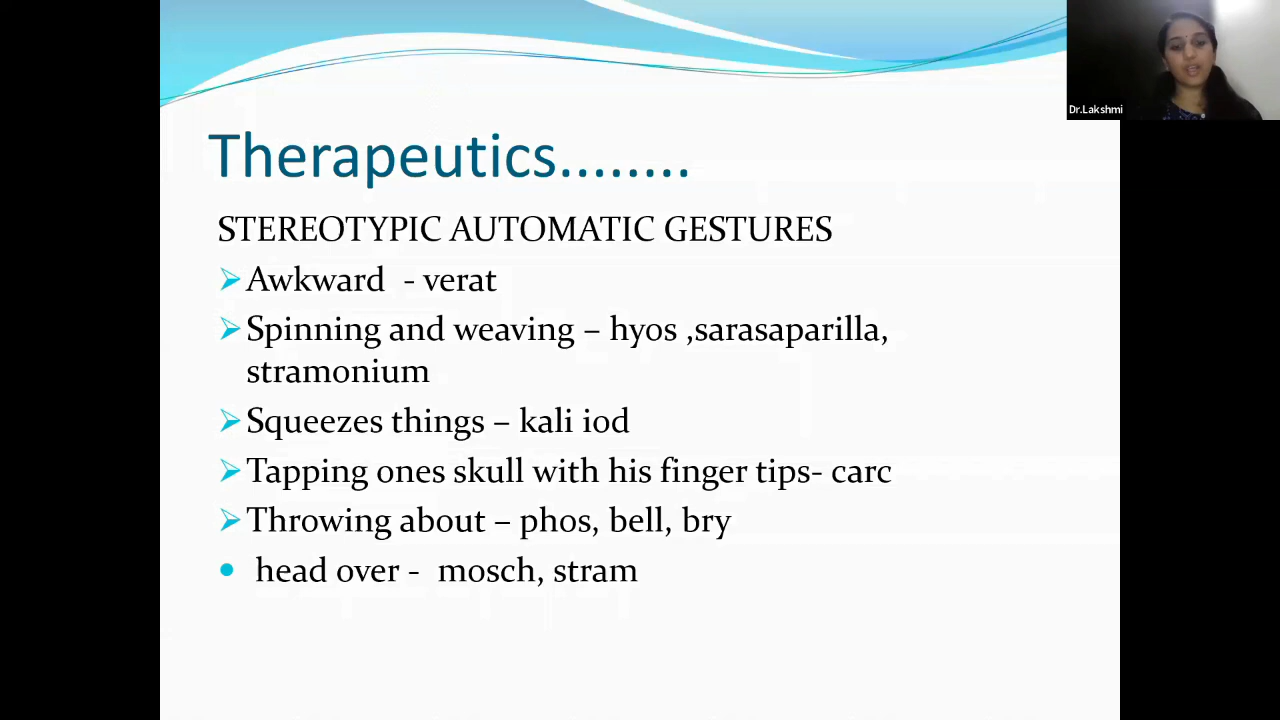 Dr.Lakshmi
Therapeutics........
STEREOTYPIC AUTOMATIC GESTURES
Awkward - verat
Spinning and weaving – hyos ,sarasaparilla,
stramonium
Squeezes things – kali iod
Tapping ones skull with his finger tips- carc
Throwing about – phos, bell, bry
head over - mosch, stram